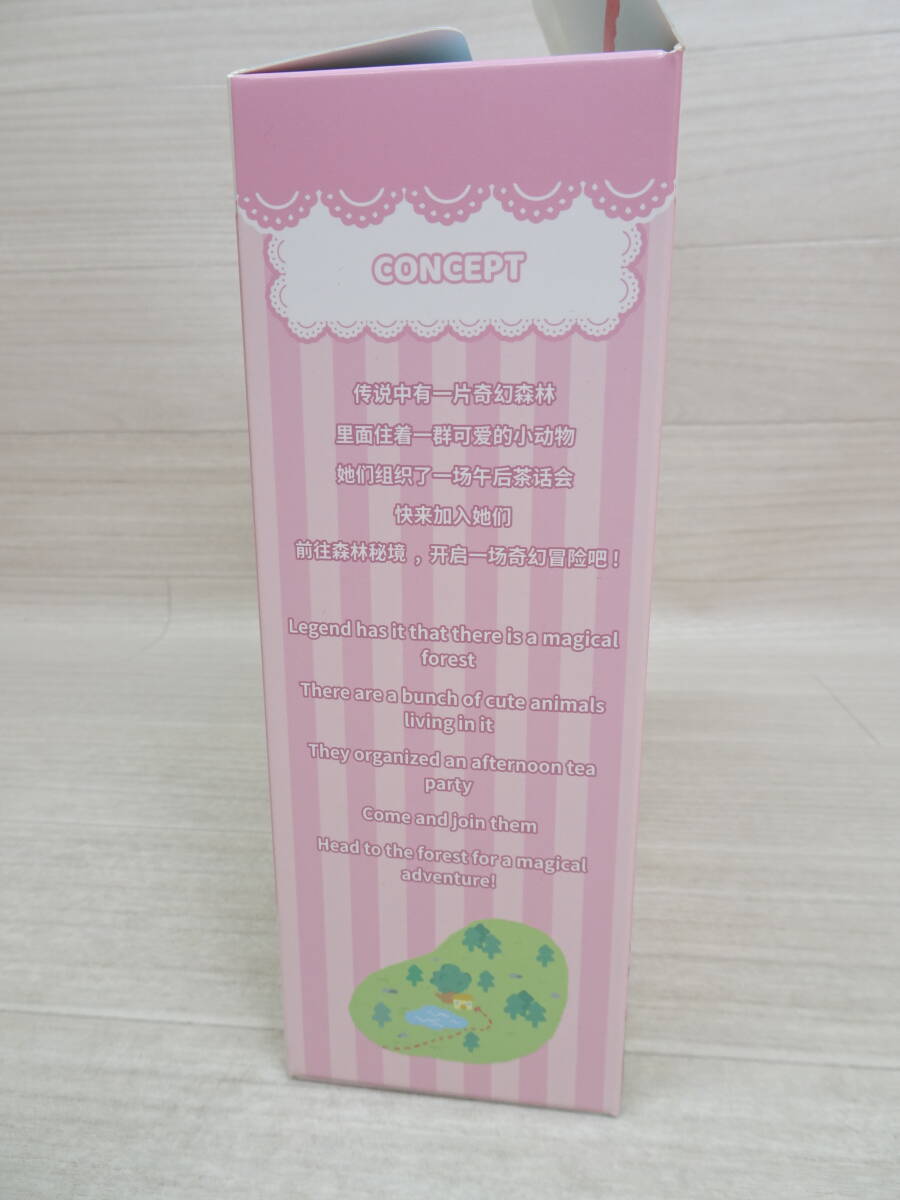 CONCEPT
传说中有一片奇幻森林
里面住着一群可爱的小动物
她们组织了一场午后茶话会
快来加入她们
前往森林秘境，开启一场奇幻冒险吧！
Legend has it that there is a magical
forest
There are a bunch of cute animals
living in it
They organized an afternoon tea
party
Come and join them
Head to the forest for a magical
adventure!